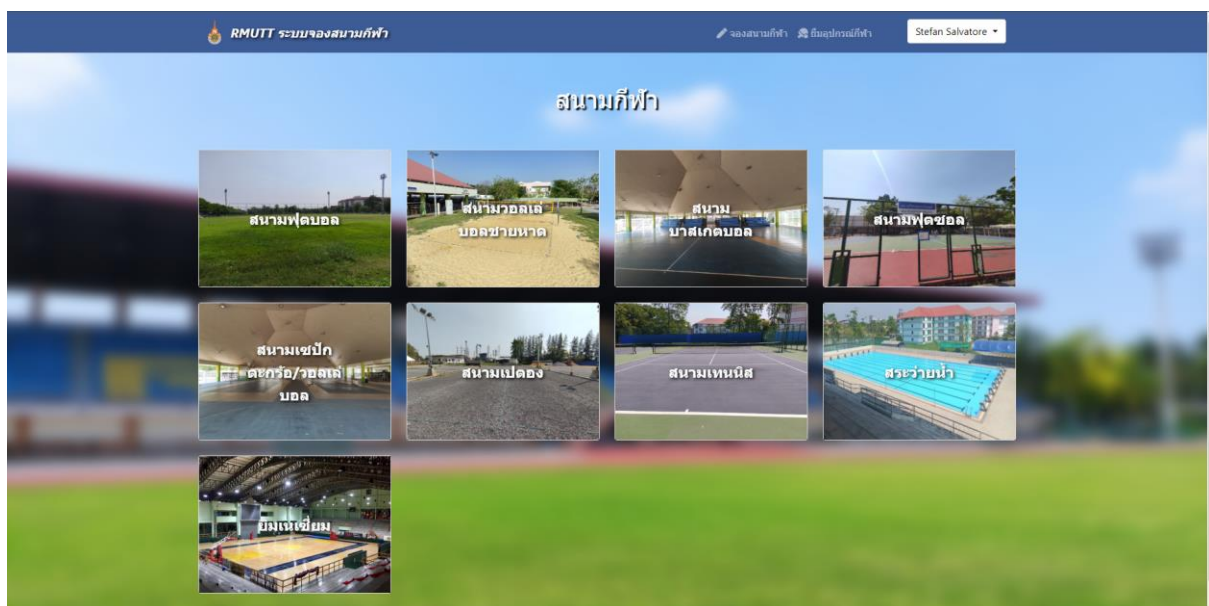 RMUTT ระบบจองสนามกีฬา
จองสนามกีฬา
ยืมอุปกรณ์กีฬา
Stefan Salvatore
สนามกีฬา
สนามฟุตบอล
สนามวอลเล่
บอลชายหาด
สนาม
บาสเกตบอล
สนามฟุตซอล
สนามเซปัก
ตะกร้อ/วอลเล่
บอล
สนามเปตอง
สนามเทนนิส
สระว่ายน้ำ
ยิมเนเซียม